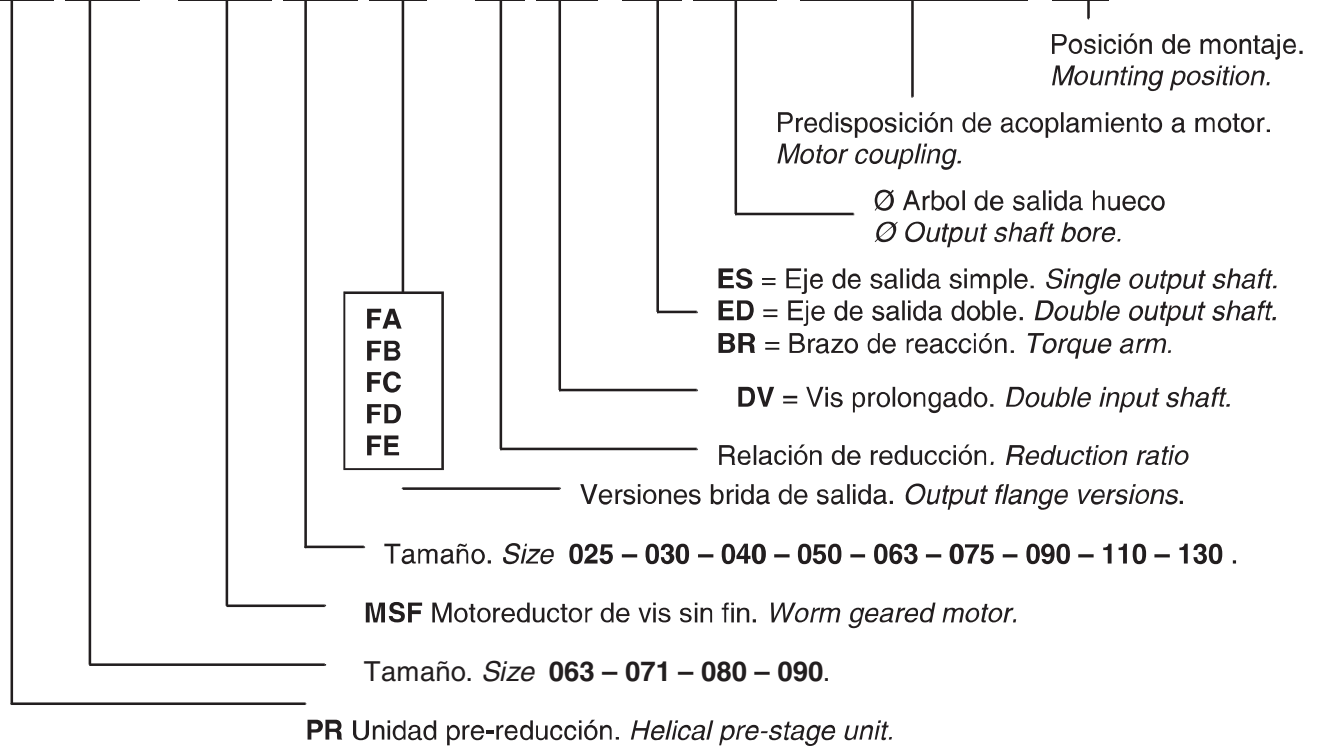 Posición de montaje.
Mounting position.
Predisposición de acoplamiento a motor.
Motor coupling.
Ø Arbol de salida hueco
Ø Output shaft bore.
ES = Eje de salida simple. Single output shaft.
ED = Eje de salida doble. Double output shaft.
BR = Brazo de reacción. Torque arm.
FA
FB
FC
FD
FE
DV = Vis prolongado. Double input shaft.
Relación de reducción. Reduction ratio
Versiones brida de salida. Output flange versions.
Tamaño. Size 025 – 030 – 040 – 050 – 063 – 075 – 090 – 110 – 130 .
MSF Motoreductor de vis sin fin. Worm geared motor.
Tamaño. Size 063 – 071 – 080 – 090.
PR Unidad pre-reducción. Helical pre-stage unit.